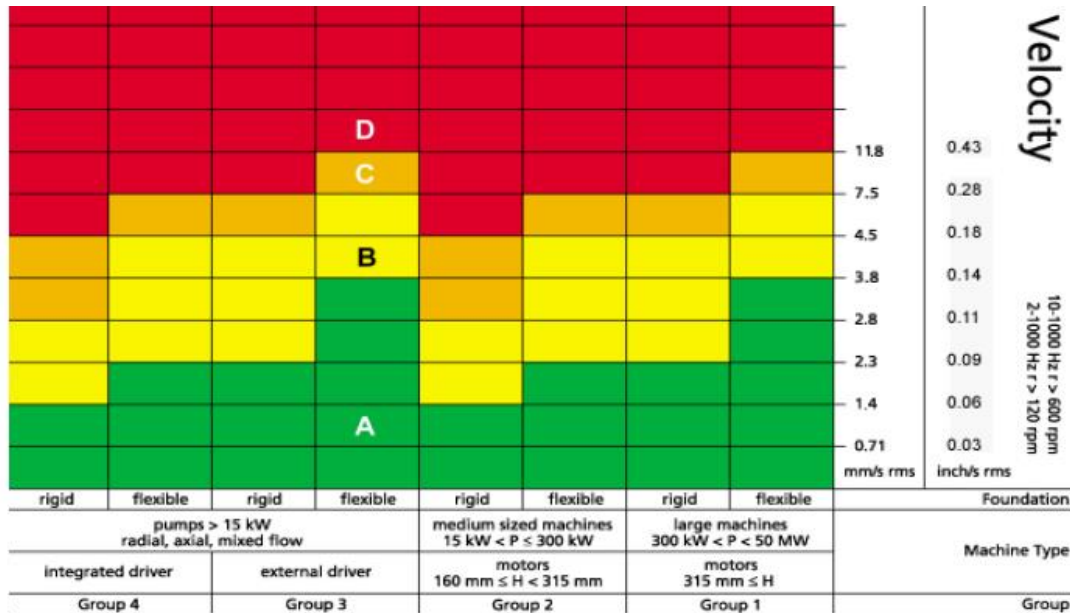 Velocity
D
C
B
A
11.8 0.43
7.5 0.28
4.5 0.18
3.8 0.14
2.8 0.11
2.3 0.09
1.4 0.06
0.71 0.03
mm/s rms inch/s rms
10-1000 Hz r > 600 rpm
2-1000 Hz r > 120 rpm
rigid flexible rigid flexible rigid flexible rigid flexible Foundation
pumps > 15 kW
radial, axial, mixed flow
medium sized machines
15 kW < P ≤ 300 kW
large machines
300 kW < P < 50 MW
Machine Type
integrated driver external driver
motors
160 mm ≤ H < 315 mm
motors
315 mm ≤ H
Group 4 Group 3 Group 2 Group 1 Group